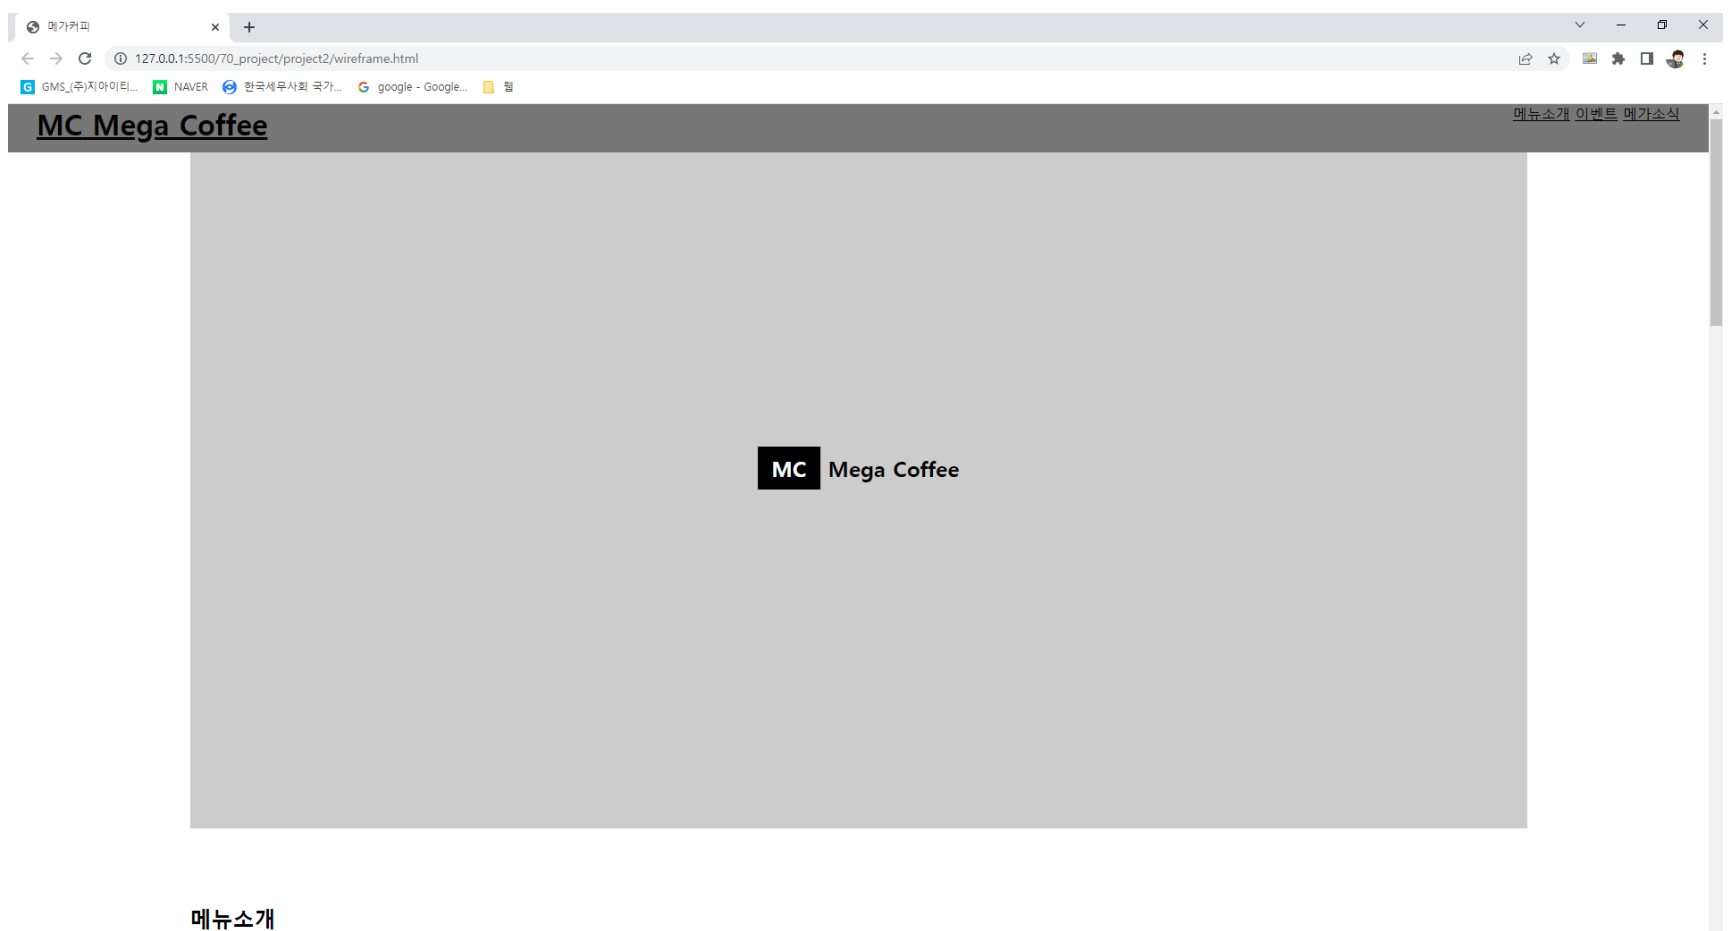 메가커피
127.0.0.1:5500/70_project/project2/wireframe.html
G GMS_(주)지아이티... N NAVER 한국세무사회 국가... G google - Google... 웹
MC Mega Coffee 메뉴소개 이벤트 메가소식
MC Mega Coffee
메뉴소개